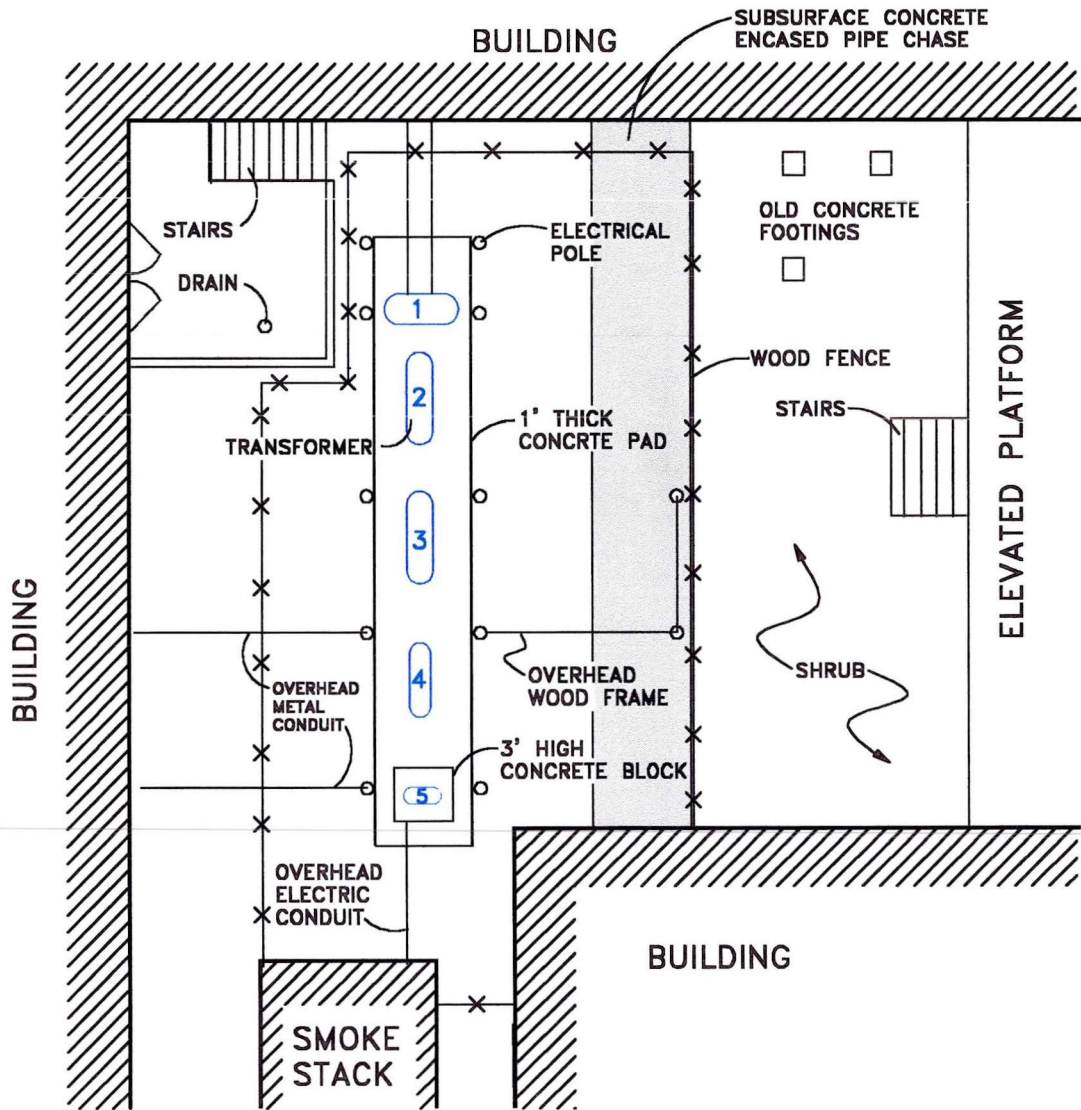 SUBSURFACE CONCRETE
ENCASED PIPE CHASE
BUILDING
STAIRS
DRAIN
ELECTRICAL
POLE
OLD CONCRETE
FOOTINGS
1
2
TRANSFORMER
1' THICK
CONCRTE PAD
WOOD FENCE
STAIRS
ELEVATED PLATFORM
3
BUILDING
4
OVERHEAD
METAL
CONDUIT
OVERHEAD
WOOD FRAME
SHRUB
3' HIGH
CONCRETE BLOCK
5
OVERHEAD
ELECTRIC
CONDUIT
BUILDING
SMOKE
STACK